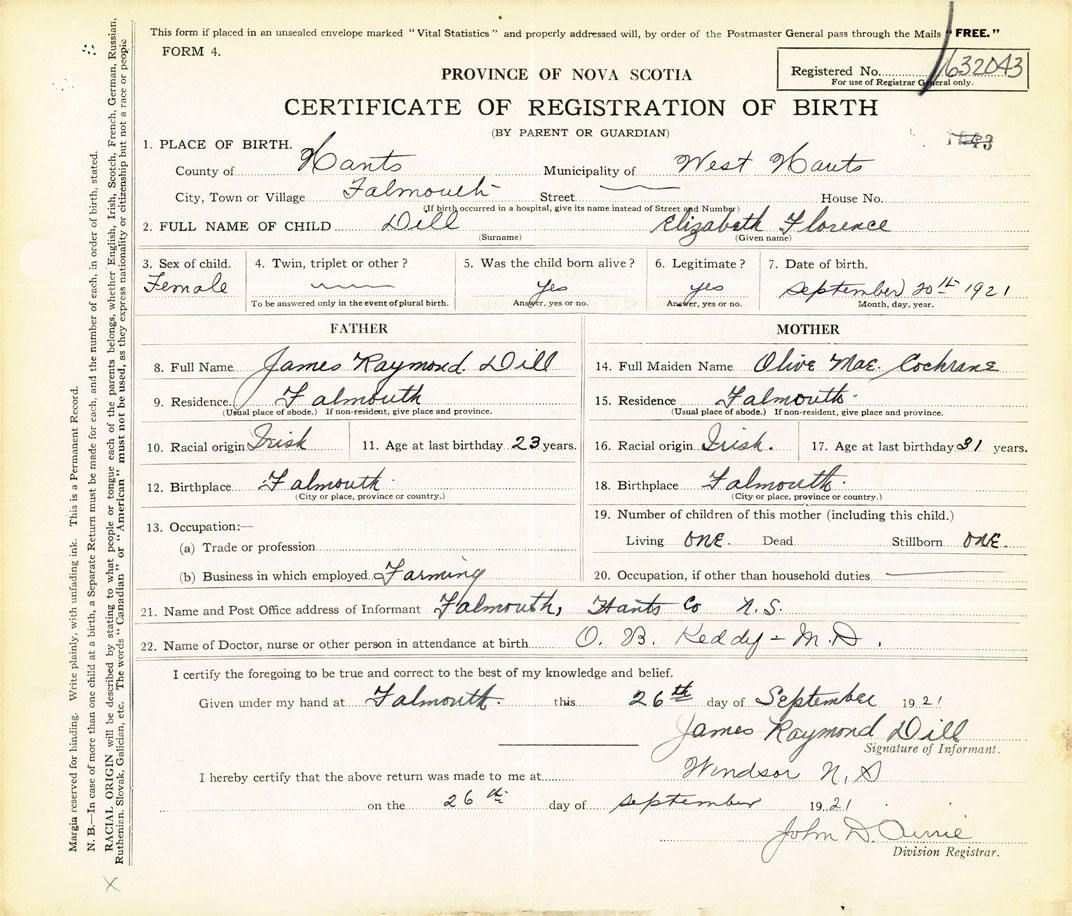 This form if placed in an unsealed envelope marked "Vital Statistics" and properly addressed will, by order of the Postmaster General pass through the Mails "FREE."
FORM 4.
Registered No. 632043
For use of Registrar General only.
PROVINCE OF NOVA SCOTIA
CERTIFICATE OF REGISTRATION OF BIRTH
(BY PARENT OR GUARDIAN)
1. PLACE OF BIRTH.
County of Hants Municipality of West Hants
City, Town or Village Falmouth Street House No.
(If birth occurred in a hospital, give its name instead of Street and Number)
2. FULL NAME OF CHILD Dill Elizabeth Florence
(Surname) (Given name)
3. Sex of child. 4. Twin, triplet or other? 5. Was the child born alive? 6. Legitimate? 7. Date of birth.
Female yes yes September 20th 1921
To be answered only in the event of plural birth. Answer, yes or no. Answer, yes or no. Month, day, year.
FATHER MOTHER
8. Full Name James Raymond Dill 14. Full Maiden Name Olive Mae Cochrane
9. Residence Falmouth 15. Residence Falmouth
(Usual place of abode.) If non-resident, give place and province. (Usual place of abode.) If non-resident, give place and province.
10. Racial origin Irish 11. Age at last birthday 23 years. 16. Racial origin Irish. 17. Age at last birthday 31 years.
12. Birthplace Falmouth 18. Birthplace Falmouth
(City or place, province or country.) (City or place, province or country.)
13. Occupation:— 19. Number of children of this mother (including this child.)
(a) Trade or profession Living ONE. Dead Stillborn ONE.
(b) Business in which employed Farming 20. Occupation, if other than household duties
21. Name and Post Office address of Informant Falmouth, Hants Co N.S.
22. Name of Doctor, nurse or other person in attendance at birth O. B. Keddy - M.D.
I certify the foregoing to be true and correct to the best of my knowledge and belief.
Given under my hand at Falmouth. this 26th day of September 1921
James Raymond Dill
Signature of Informant.
I hereby certify that the above return was made to me at Windsor N.S
on the 26th day of September 1921
John D.
Division Registrar.
Margin reserved for binding. Write plainly, with unfading ink. This is a Permanent Record.
N. B.—In case of more than one child at a birth, a Separate Return must be made for each, and the number of each, in order of birth, stated.
RACIAL ORIGIN will be described by stating to what people or tongue each of the parents belongs, whether English, Irish, Scotch, French, German, Russian,
Ruthenian, Slovak, Galician, etc. The words "Canadian" or "American" must not be used, as they express nationality or citizenship but not a race or people
X